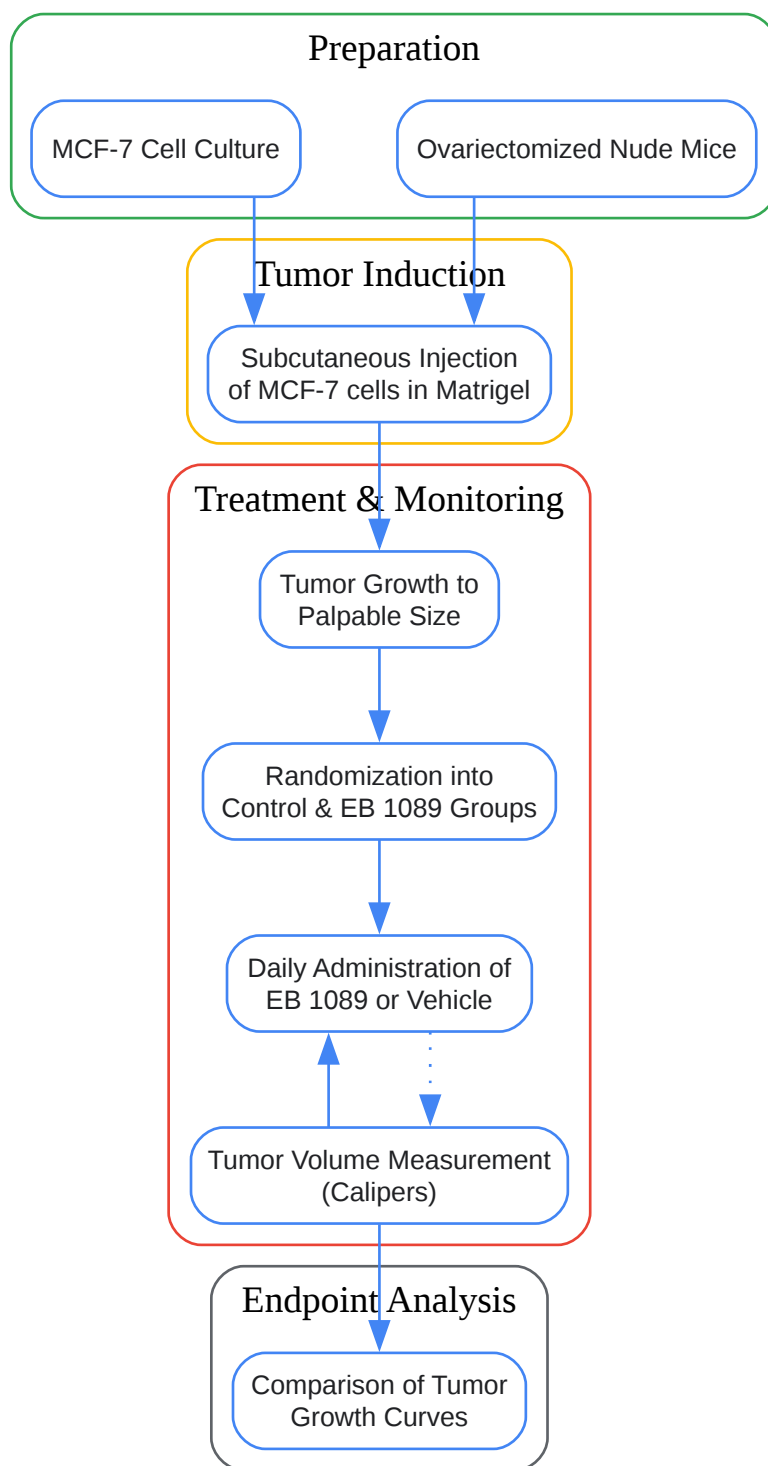 Preparation
MCF-7 Cell Culture
Ovariectomized Nude Mice
Tumor Induction
Subcutaneous Injection
of MCF-7 cells in Matrigel
Treatment & Monitoring
Tumor Growth to
Palpable Size
Randomization into
Control & EB 1089 Groups
Daily Administration of
EB 1089 or Vehicle
Tumor Volume Measurement
(Calipers)
Endpoint Analysis
Comparison of Tumor
Growth Curves